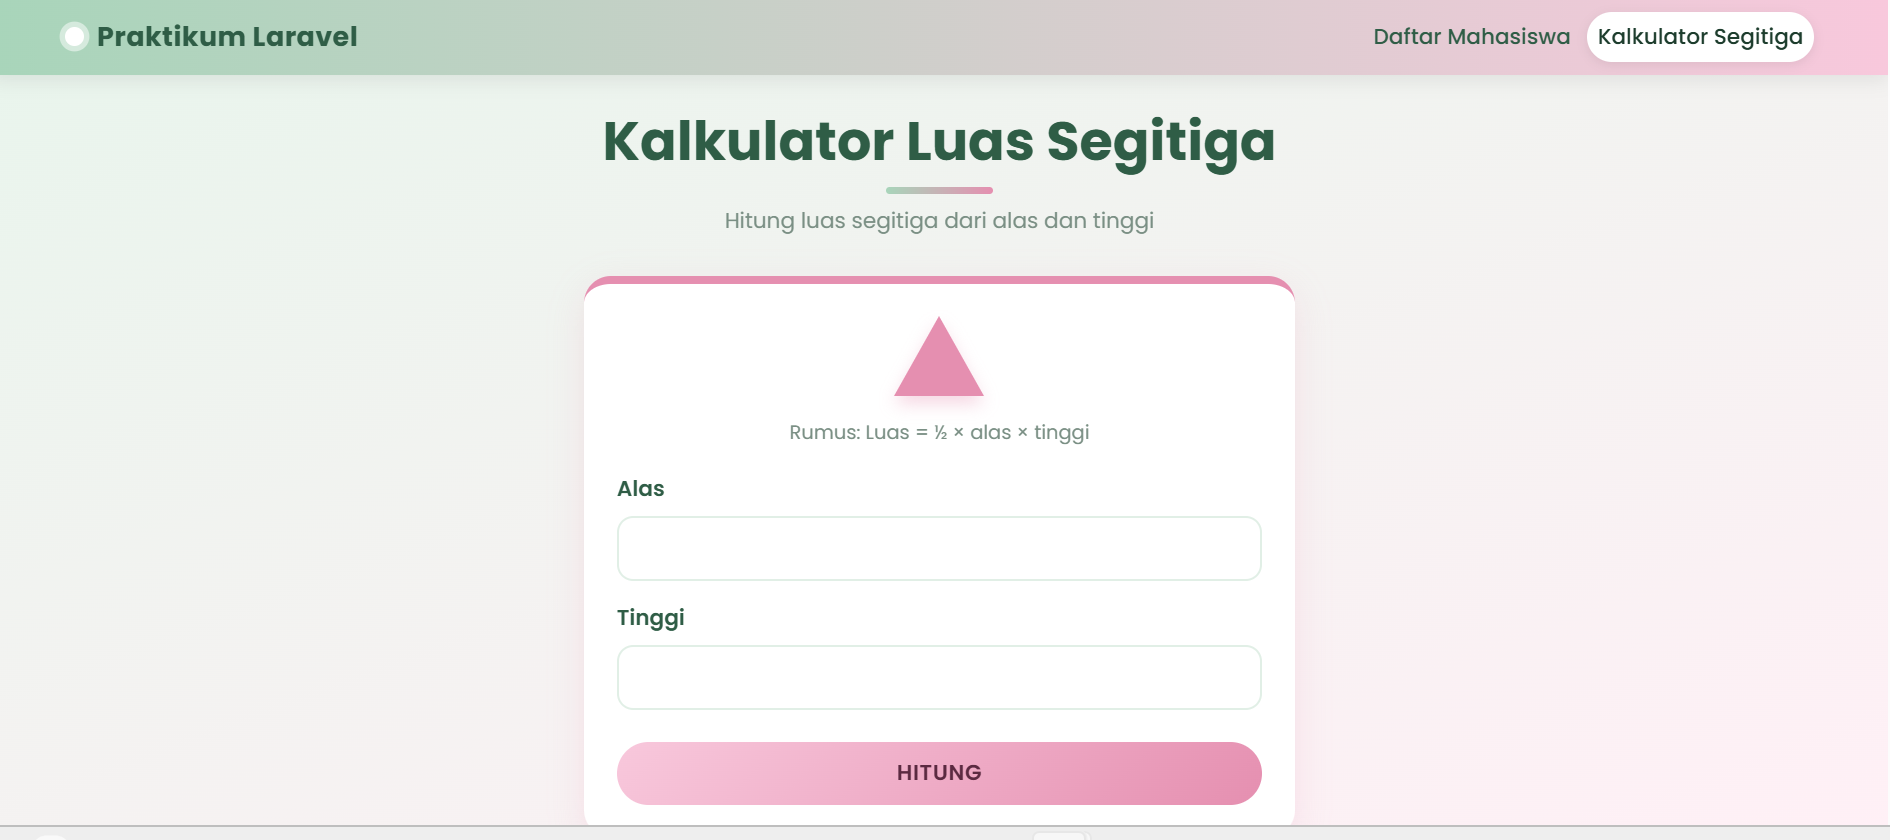 Praktikum Laravel
Daftar Mahasiswa
Kalkulator Segitiga
Kalkulator Luas Segitiga
Hitung luas segitiga dari alas dan tinggi
Rumus: Luas = ½ × alas × tinggi
Alas
Tinggi
HITUNG